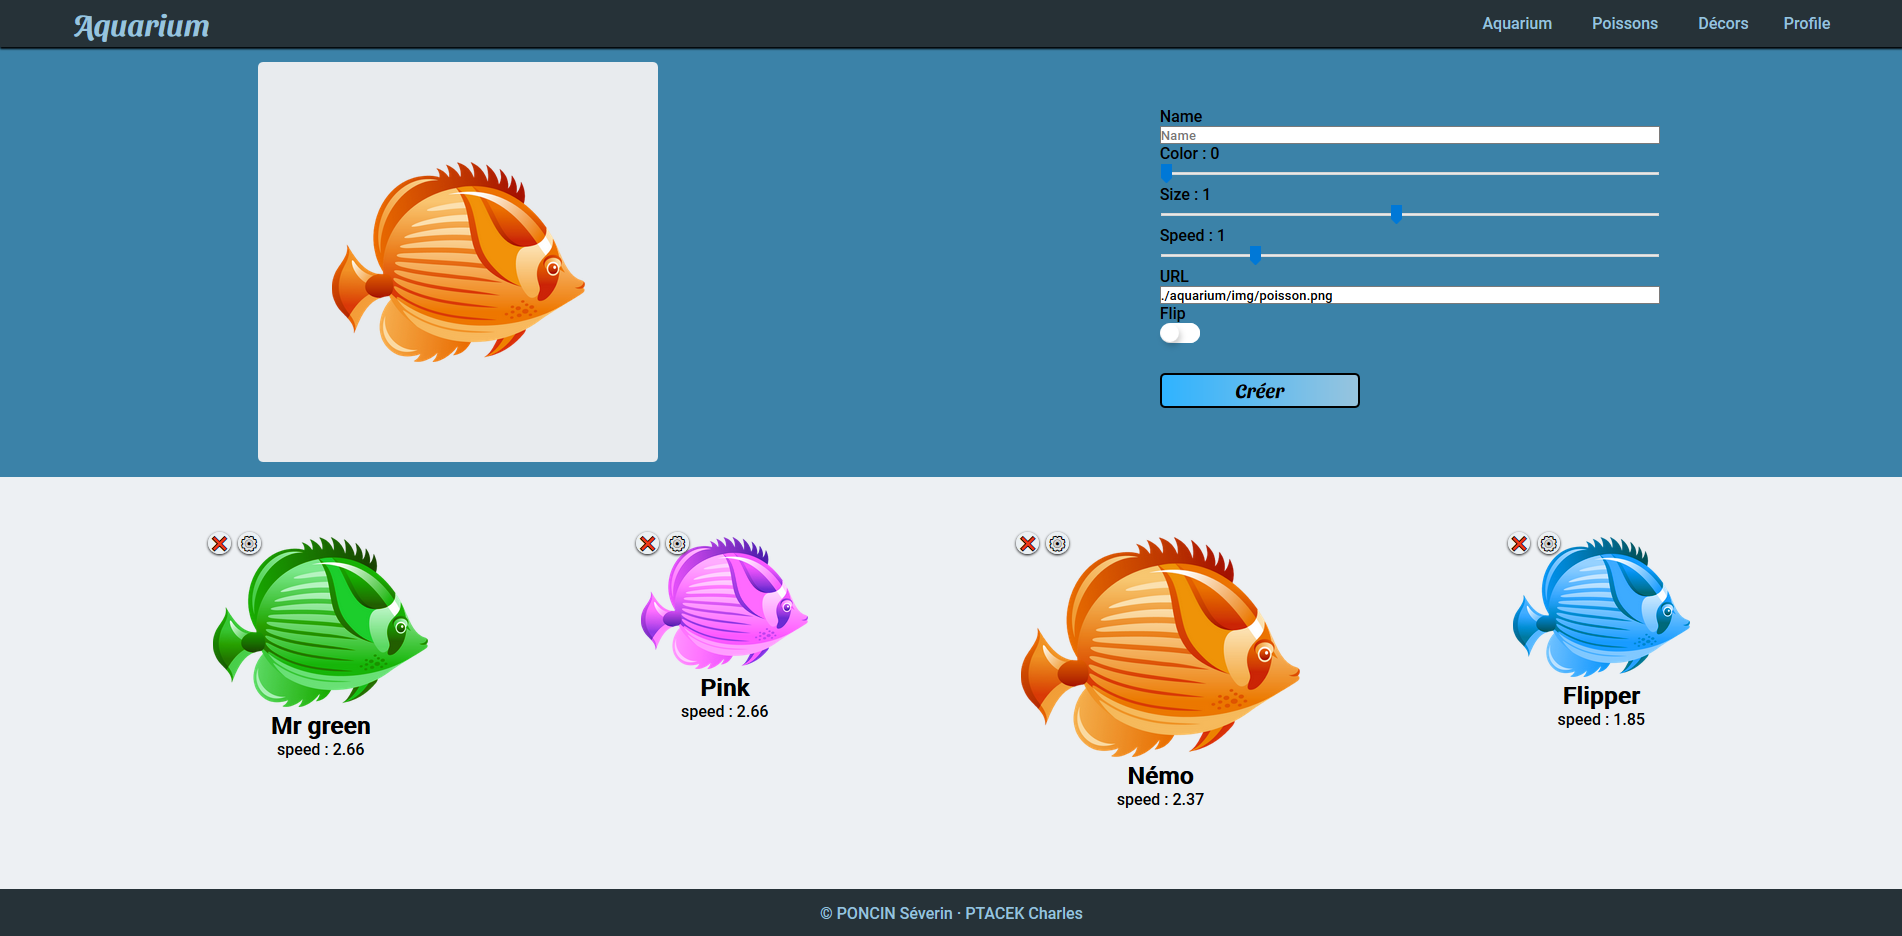 Aquarium
Aquarium Poissons Décors Profile
Name
Name
Color : 0
Size : 1
Speed : 1
URL
./aquarium/img/poisson.png
Flip
Créer
Mr green
speed : 2.66
Pink
speed : 2.66
Némo
speed : 2.37
Flipper
speed : 1.85
© PONCIN Séverin · PTACEK Charles